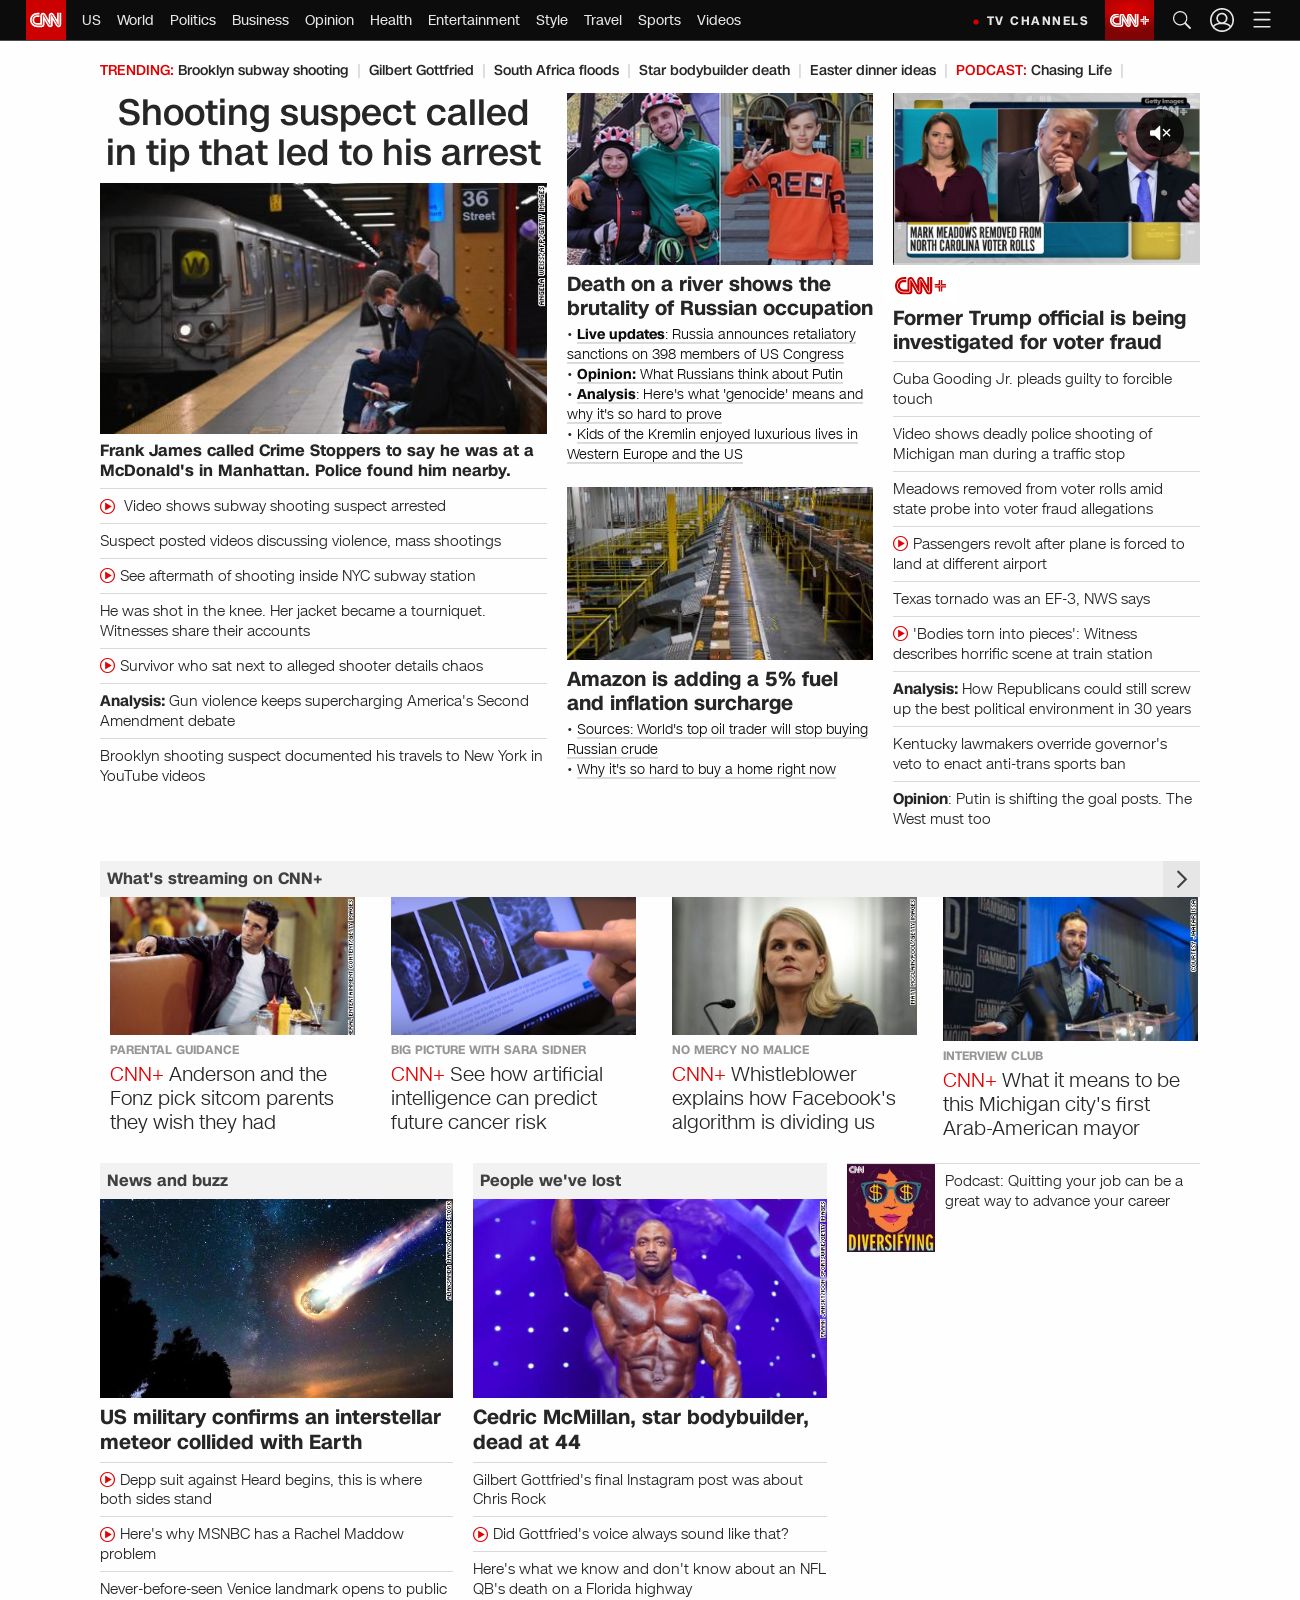 CNN US World Politics Business Opinion Health Entertainment Style Travel Sports Videos TV CHANNELS CNN+
TRENDING: Brooklyn subway shooting Gilbert Gottfried South Africa floods Star bodybuilder death Easter dinner ideas PODCAST: Chasing Life
Shooting suspect called
in tip that led to his arrest
W
36
Street
ANGELA WEISS/AFP/GETTY IMAGES
Frank James called Crime Stoppers to say he was at a
McDonald's in Manhattan. Police found him nearby.
Video shows subway shooting suspect arrested
Suspect posted videos discussing violence, mass shootings
See aftermath of shooting inside NYC subway station
He was shot in the knee. Her jacket became a tourniquet.
Witnesses share their accounts
Survivor who sat next to alleged shooter details chaos
Analysis: Gun violence keeps supercharging America's Second
Amendment debate
Brooklyn shooting suspect documented his travels to New York in
YouTube videos
Death on a river shows the
brutality of Russian occupation
• Live updates: Russia announces retaliatory
sanctions on 398 members of US Congress
• Opinion: What Russians think about Putin
• Analysis: Here's what 'genocide' means and
why it's so hard to prove
• Kids of the Kremlin enjoyed luxurious lives in
Western Europe and the US
Amazon is adding a 5% fuel
and inflation surcharge
• Sources: World's top oil trader will stop buying
Russian crude
• Why it's so hard to buy a home right now
Getty Images
MARK MEADOWS REMOVED FROM
NORTH CAROLINA VOTER ROLLS
CNN+
Former Trump official is being
investigated for voter fraud
Cuba Gooding Jr. pleads guilty to forcible
touch
Video shows deadly police shooting of
Michigan man during a traffic stop
Meadows removed from voter rolls amid
state probe into voter fraud allegations
Passengers revolt after plane is forced to
land at different airport
Texas tornado was an EF-3, NWS says
'Bodies torn into pieces': Witness
describes horrific scene at train station
Analysis: How Republicans could still screw
up the best political environment in 30 years
Kentucky lawmakers override governor's
veto to enact anti-trans sports ban
Opinion: Putin is shifting the goal posts. The
West must too
What's streaming on CNN+
PARENTAL GUIDANCE
CNN+ Anderson and the
Fonz pick sitcom parents
they wish they had
BIG PICTURE WITH SARA SIDNER
CNN+ See how artificial
intelligence can predict
future cancer risk
NO MERCY NO MALICE
CNN+ Whistleblower
explains how Facebook's
algorithm is dividing us
HAMMOUD
INTERVIEW CLUB
CNN+ What it means to be
this Michigan city's first
Arab-American mayor
News and buzz
US military confirms an interstellar
meteor collided with Earth
Depp suit against Heard begins, this is where
both sides stand
Here's why MSNBC has a Rachel Maddow
problem
Never-before-seen Venice landmark opens to public
People we've lost
Cedric McMillan, star bodybuilder,
dead at 44
Gilbert Gottfried's final Instagram post was about
Chris Rock
Did Gottfried's voice always sound like that?
Here's what we know and don't know about an NFL
QB's death on a Florida highway
CNN
DIVERSIFYING
Podcast: Quitting your job can be a
great way to advance your career